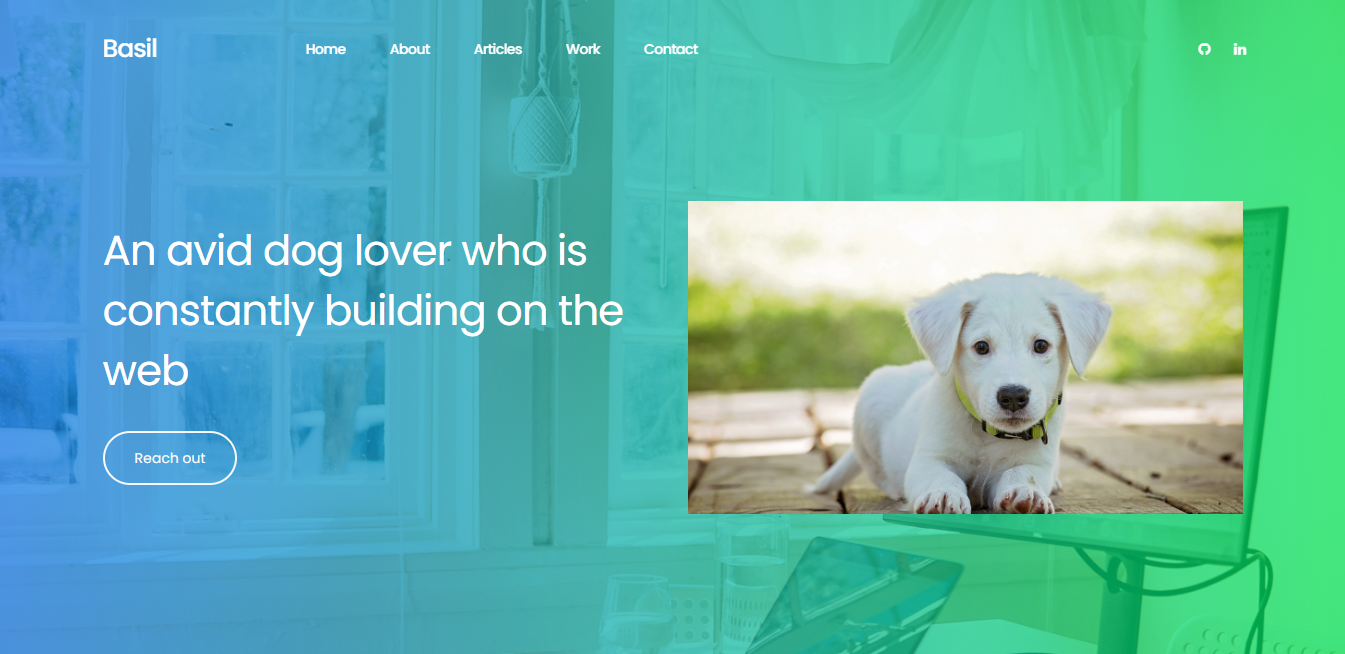 Basil
Home About Articles Work Contact
An avid dog lover who is
constantly building on the
web
Reach out